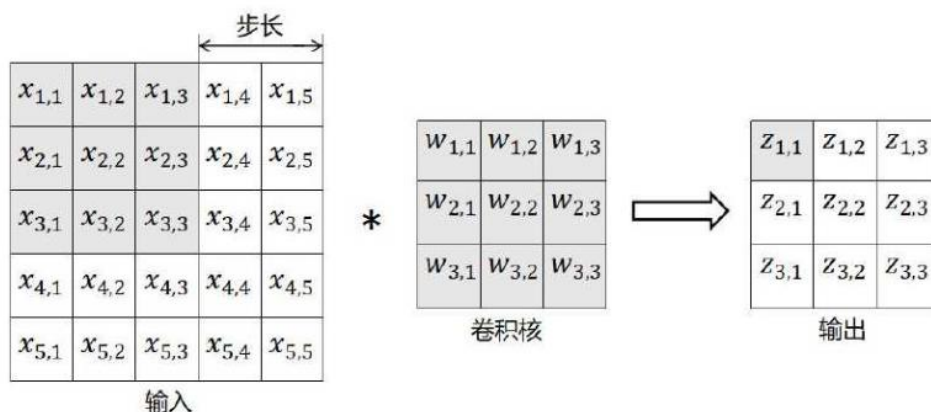 步长
x1,1 x1,2 x1,3 x1,4 x1,5
x2,1 x2,2 x2,3 x2,4 x2,5
x3,1 x3,2 x3,3 x3,4 x3,5
x4,1 x4,2 x4,3 x4,4 x4,5
x5,1 x5,2 x5,3 x5,4 x5,5
输入
*
w1,1 w1,2 w1,3
w2,1 w2,2 w2,3
w3,1 w3,2 w3,3
卷积核
z1,1 z1,2 z1,3
z2,1 z2,2 z2,3
z3,1 z3,2 z3,3
输出